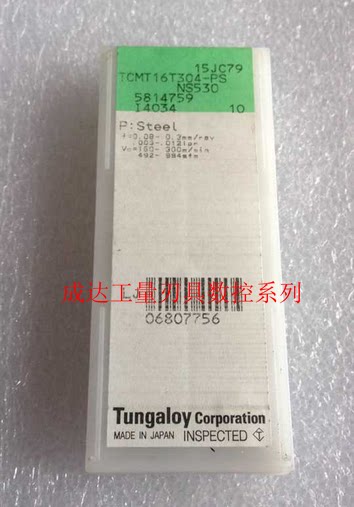 15JC79
TCMT16T304-PS
NS530
5814759
I4034 10
P:Steel
f=0.08- 0.3mm/rev
.003-.012ipr
Vc=150- 300m/min
492- 984sfm
成达工量刃具数控系列
06807756
Tungaloy Corporation
MADE IN JAPAN INSPECTED